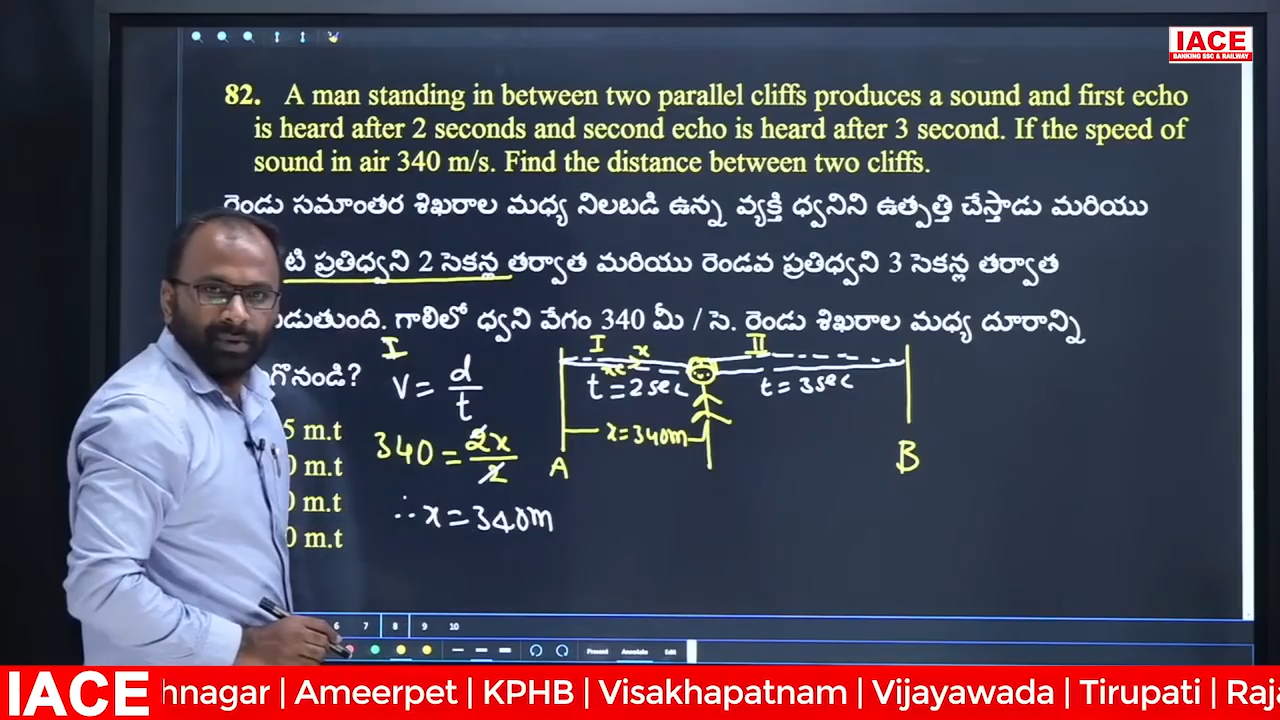 IACE
BANKING SSC & RAILWAY
82. A man standing in between two parallel cliffs produces a sound and first echo
is heard after 2 seconds and second echo is heard after 3 second. If the speed of
sound in air 340 m/s. Find the distance between two cliffs.
రెండు సమాంతర శిఖరాల మధ్య నిలబడి ఉన్న వ్యక్తి ధ్వనిని ఉత్పత్తి చేస్తాడు మరియు
టి ప్రతిధ్వని 2 సెకన్ల తర్వాత మరియు రెండవ ప్రతిధ్వని 3 సెకన్ల తర్వాత
డుతుంది. గాలిలో ధ్వని వేగం 340 మీ / సె. రెండు శిఖరాల మధ్య దూరాన్ని
గొనండి?
5 m.t
0 m.t
0 m.t
0 m.t
I
V = d/t
340 = 2x/2
∴ x = 340m
I x II
t = 2sec t = 3sec
x = 340m
A B
6 7 8 9 10
Present Annotate Edit
IACE hnagar | Ameerpet | KPHB | Visakhapatnam | Vijayawada | Tirupati | Raja